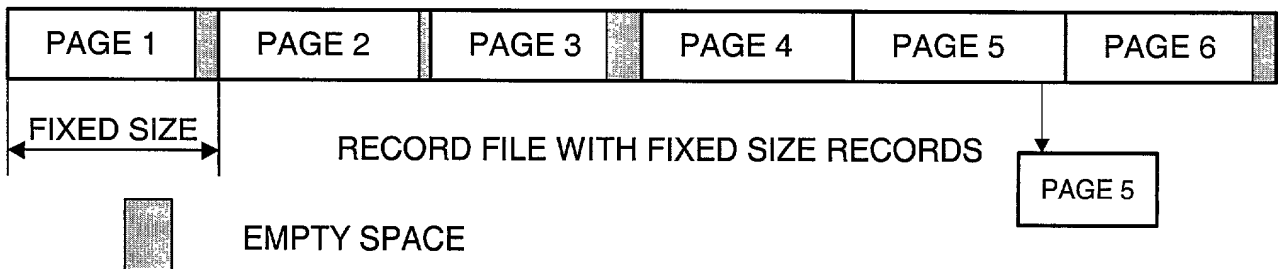 PAGE 1 PAGE 2 PAGE 3 PAGE 4 PAGE 5 PAGE 6
FIXED SIZE
RECORD FILE WITH FIXED SIZE RECORDS
PAGE 5
EMPTY SPACE